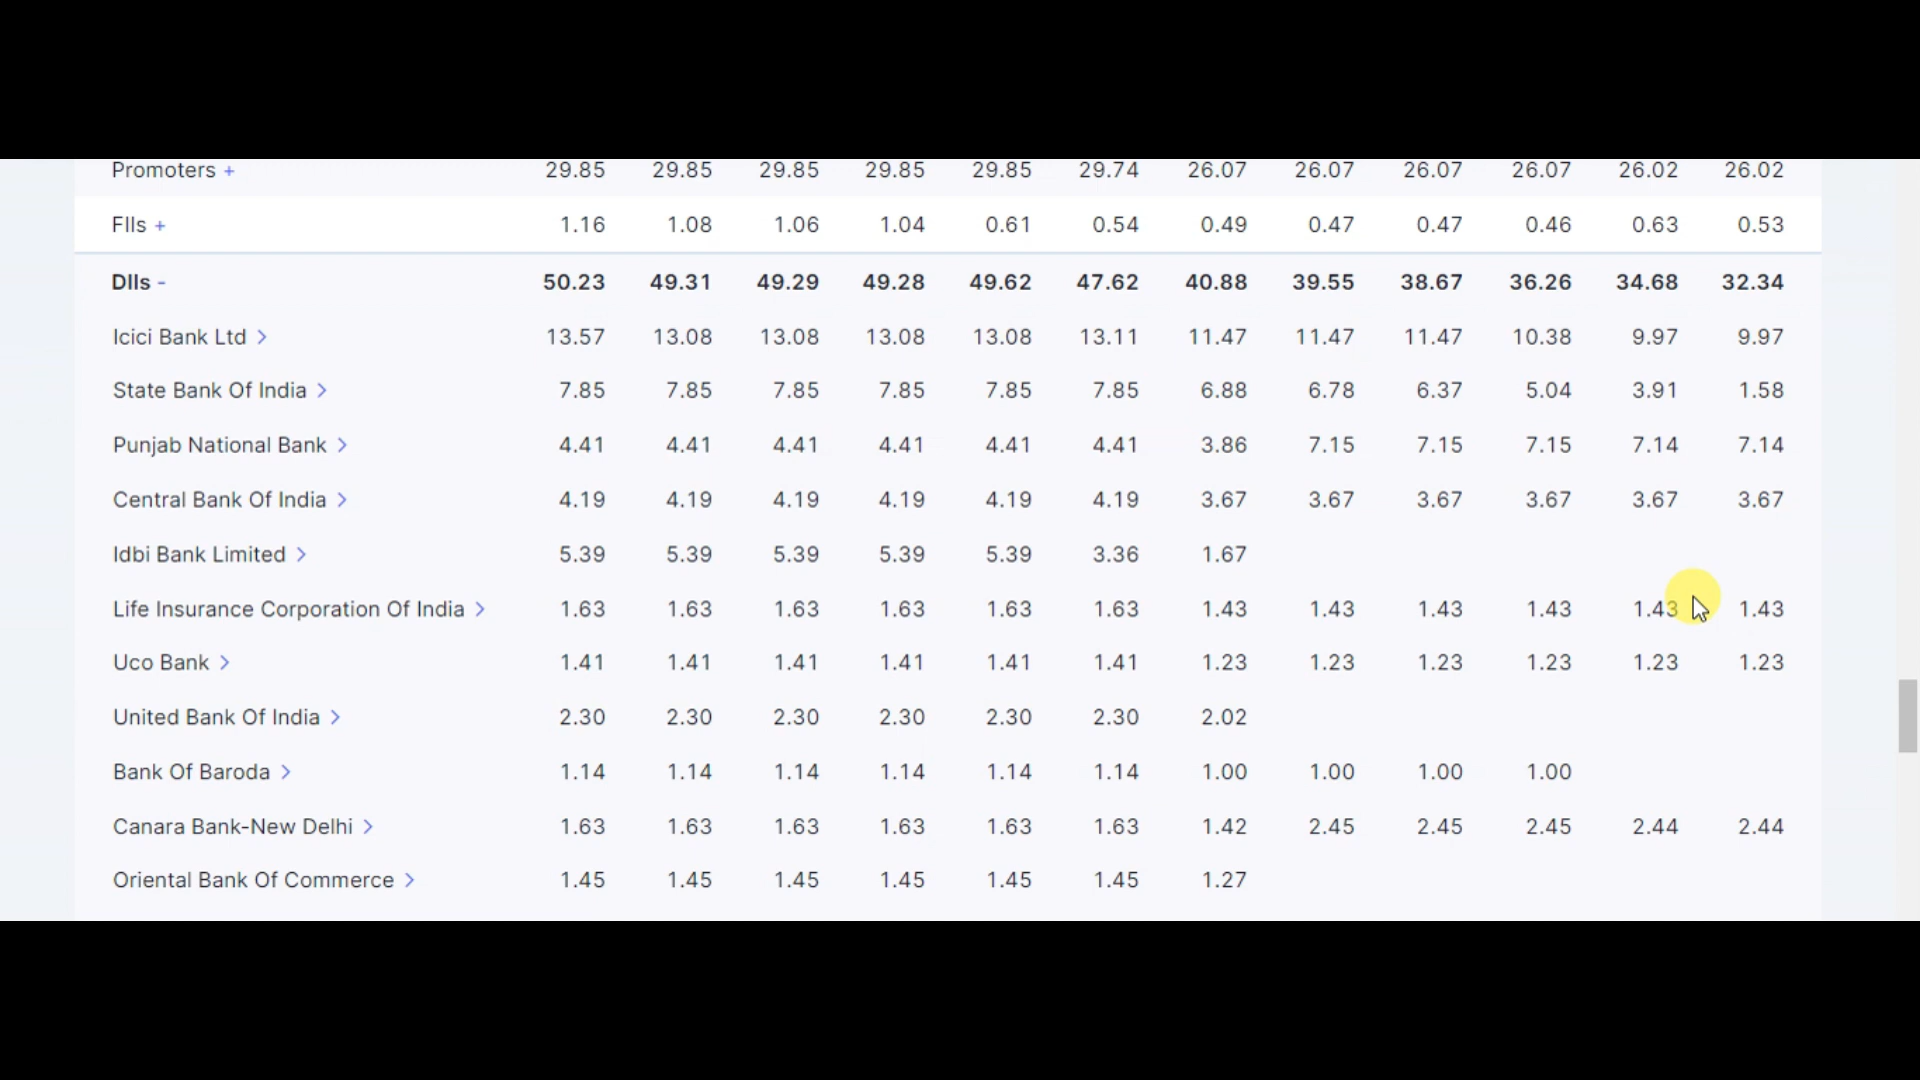 Promoters + 29.85 29.85 29.85 29.85 29.85 29.74 26.07 26.07 26.07 26.07 26.02 26.02
FIIs + 1.16 1.08 1.06 1.04 0.61 0.54 0.49 0.47 0.47 0.46 0.63 0.53
DIIs - 50.23 49.31 49.29 49.28 49.62 47.62 40.88 39.55 38.67 36.26 34.68 32.34
Icici Bank Ltd > 13.57 13.08 13.08 13.08 13.08 13.11 11.47 11.47 11.47 10.38 9.97 9.97
State Bank Of India > 7.85 7.85 7.85 7.85 7.85 7.85 6.88 6.78 6.37 5.04 3.91 1.58
Punjab National Bank > 4.41 4.41 4.41 4.41 4.41 4.41 3.86 7.15 7.15 7.15 7.14 7.14
Central Bank Of India > 4.19 4.19 4.19 4.19 4.19 4.19 3.67 3.67 3.67 3.67 3.67 3.67
Idbi Bank Limited > 5.39 5.39 5.39 5.39 5.39 3.36 1.67
Life Insurance Corporation Of India > 1.63 1.63 1.63 1.63 1.63 1.63 1.43 1.43 1.43 1.43 1.43 1.43
Uco Bank > 1.41 1.41 1.41 1.41 1.41 1.41 1.23 1.23 1.23 1.23 1.23 1.23
United Bank Of India > 2.30 2.30 2.30 2.30 2.30 2.30 2.02
Bank Of Baroda > 1.14 1.14 1.14 1.14 1.14 1.14 1.00 1.00 1.00 1.00
Canara Bank-New Delhi > 1.63 1.63 1.63 1.63 1.63 1.63 1.42 2.45 2.45 2.45 2.44 2.44
Oriental Bank Of Commerce > 1.45 1.45 1.45 1.45 1.45 1.45 1.27